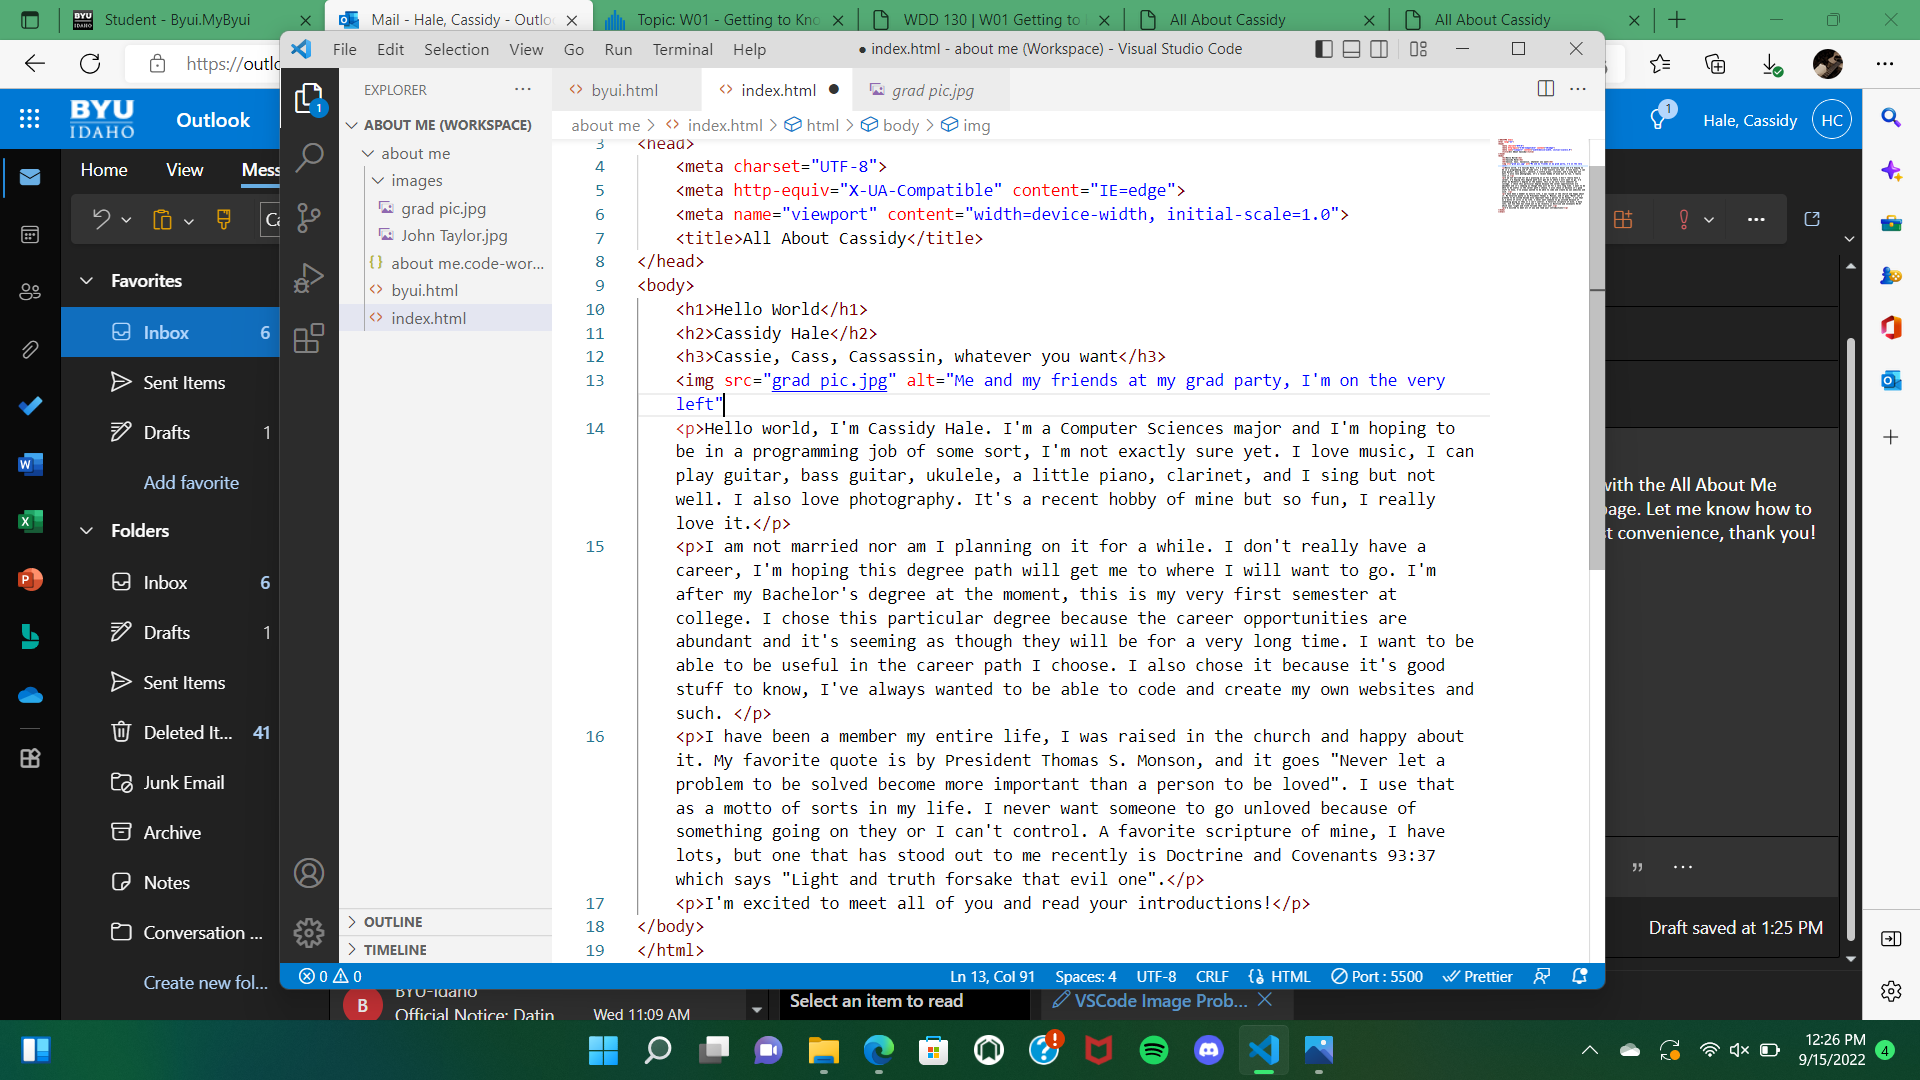 Student - Byui.MyByui
Mail - Hale, Cassidy - Outlo
Topic: W01 - Getting to Kno
WDD 130 | W01 Getting to
All About Cassidy
All About Cassidy
https://outlo
File Edit Selection View Go Run Terminal Help
● index.html - about me (Workspace) - Visual Studio Code
BYU
IDAHO
Outlook
1
Hale, Cassidy
HC
Home View Mess
Ca
Favorites
Inbox 6
Sent Items
Drafts 1
Add favorite
Folders
Inbox 6
Drafts 1
Sent Items
Deleted It... 41
Junk Email
Archive
Notes
Conversation ...
Create new fol...
1
EXPLORER
ABOUT ME (WORKSPACE)
about me
images
grad pic.jpg
John Taylor.jpg
about me.code-wor...
byui.html
index.html
OUTLINE
TIMELINE
byui.html
index.html
grad pic.jpg
about me > index.html > html > body > img
3 <head>
4 <meta charset="UTF-8">
5 <meta http-equiv="X-UA-Compatible" content="IE=edge">
6 <meta name="viewport" content="width=device-width, initial-scale=1.0">
7 <title>All About Cassidy</title>
8 </head>
9 <body>
10 <h1>Hello World</h1>
11 <h2>Cassidy Hale</h2>
12 <h3>Cassie, Cass, Cassassin, whatever you want</h3>
13 <img src="grad pic.jpg" alt="Me and my friends at my grad party, I'm on the very
left"
14 <p>Hello world, I'm Cassidy Hale. I'm a Computer Sciences major and I'm hoping to
be in a programming job of some sort, I'm not exactly sure yet. I love music, I can
play guitar, bass guitar, ukulele, a little piano, clarinet, and I sing but not
well. I also love photography. It's a recent hobby of mine but so fun, I really
love it.</p>
15 <p>I am not married nor am I planning on it for a while. I don't really have a
career, I'm hoping this degree path will get me to where I will want to go. I'm
after my Bachelor's degree at the moment, this is my very first semester at
college. I chose this particular degree because the career opportunities are
abundant and it's seeming as though they will be for a very long time. I want to be
able to be useful in the career path I choose. I also chose it because it's good
stuff to know, I've always wanted to be able to code and create my own websites and
such. </p>
16 <p>I have been a member my entire life, I was raised in the church and happy about
it. My favorite quote is by President Thomas S. Monson, and it goes "Never let a
problem to be solved become more important than a person to be loved". I use that
as a motto of sorts in my life. I never want someone to go unloved because of
something going on they or I can't control. A favorite scripture of mine, I have
lots, but one that has stood out to me recently is Doctrine and Covenants 93:37
which says "Light and truth forsake that evil one".</p>
17 <p>I'm excited to meet all of you and read your introductions!</p>
18 </body>
19 </html>
0 0
Ln 13, Col 91 Spaces: 4 UTF-8 CRLF HTML Port : 5500 Prettier
with the All About Me
page. Let me know how to
t convenience, thank you!
Draft saved at 1:25 PM
B
BYU-Idaho
Official Notice: Datin
Wed 11:09 AM
Select an item to read
VSCode Image Prob...
12:26 PM
9/15/2022
4